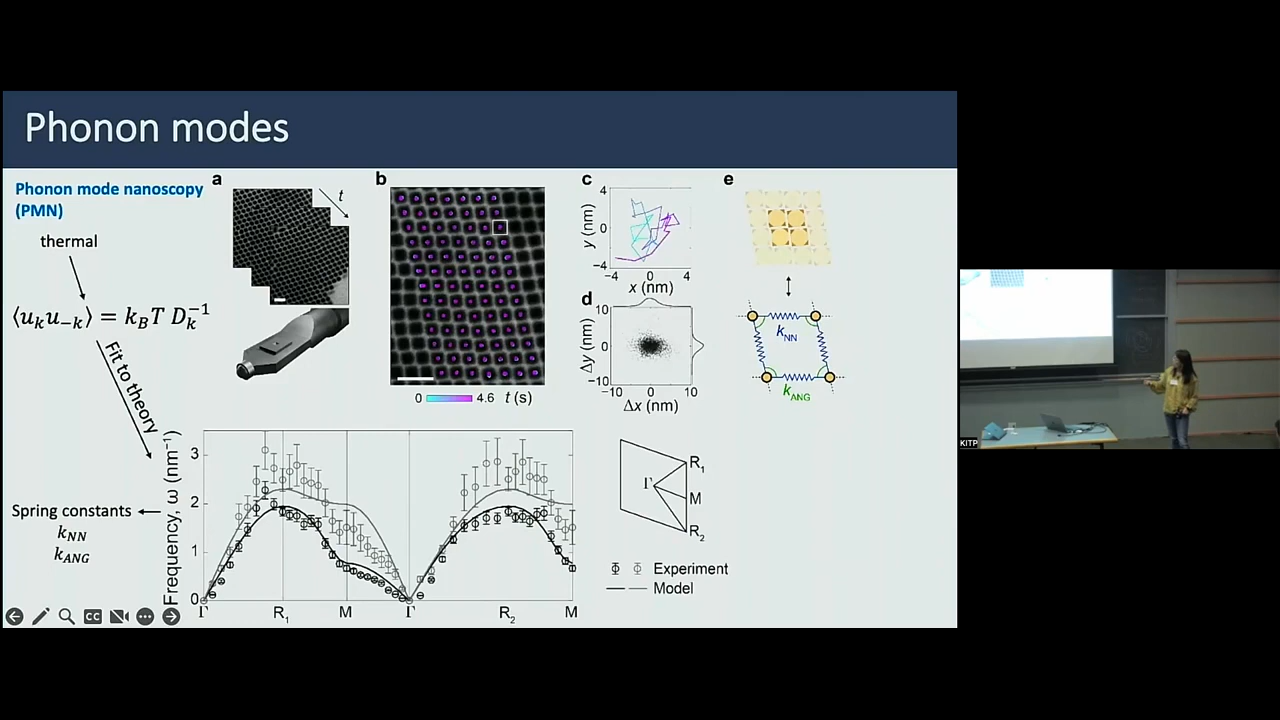 Phonon modes
Phonon mode nanoscopy
(PMN)
thermal
⟨u_k u_{-k}⟩ = k_B T D_k^{-1}
Fit to theory
Spring constants
k_NN
k_ANG
a
t
b
0 4.6 t (s)
c
4
0
−4
y (nm)
−4 0 4
x (nm)
d
10
0
−10
Δy (nm)
−10 0 10
Δx (nm)
e
k_NN
k_ANG
Frequency, ω (nm⁻¹)
3
2
1
0
Γ R₁ M Γ R₂ M
R₁
Γ
M
R₂
Experiment
Model
CC
KITP